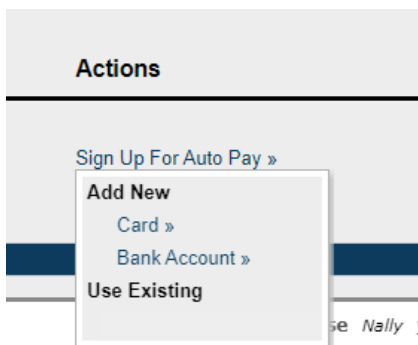 Actions
Sign Up For Auto Pay »
Add New
Card »
Bank Account »
Use Existing
Nally